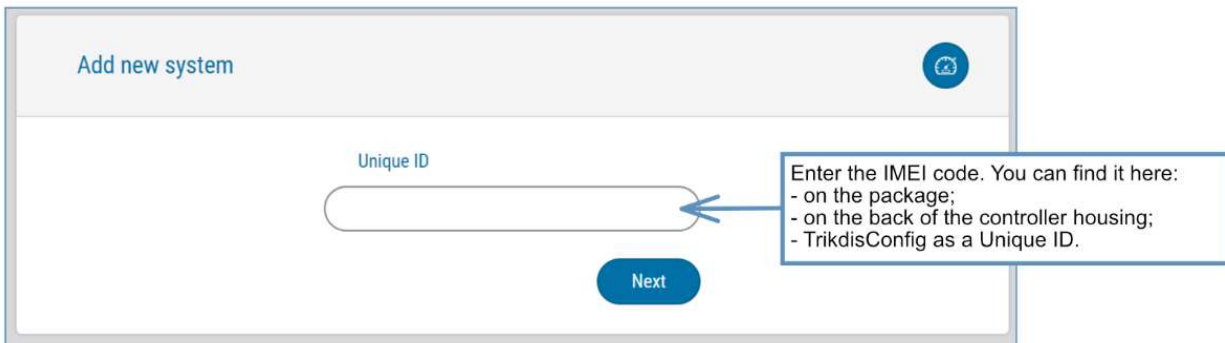 Add new system
Unique ID
Enter the IMEI code. You can find it here:
- on the package;
- on the back of the controller housing;
- TrikdisConfig as a Unique ID.
Next